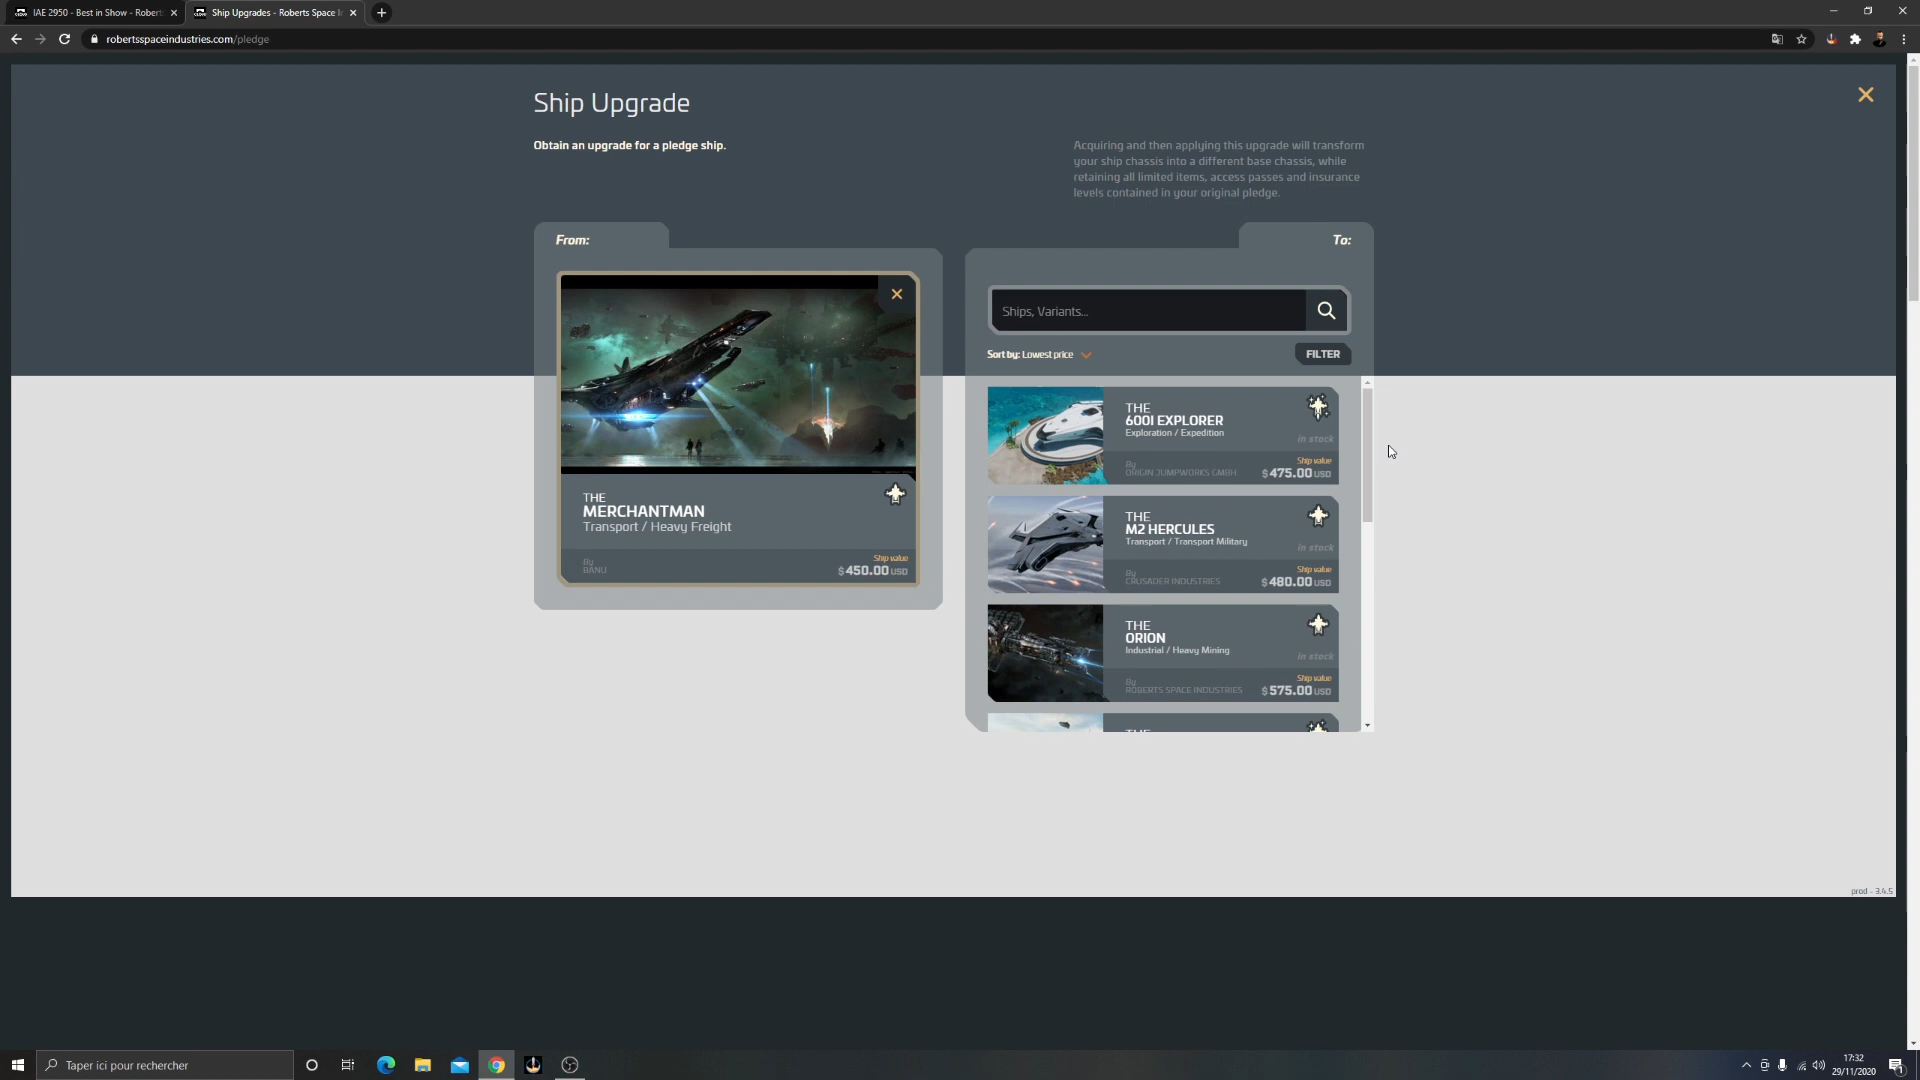 IAE 2950 - Best in Show - Robert
Ship Upgrades - Roberts Space I
robertsspaceindustries.com/pledge
Ship Upgrade
Obtain an upgrade for a pledge ship.
Acquiring and then applying this upgrade will transform
your ship chassis into a different base chassis, while
retaining all limited items, access passes and insurance
levels contained in your original pledge.
From:
THE
MERCHANTMAN
Transport / Heavy Freight
By
BANU
Ship value
$450.00 USD
To:
Ships, Variants...
Sort by: Lowest price
FILTER
THE
600I EXPLORER
Exploration / Expedition
in stock
By
ORIGIN JUMPWORKS GMBH
Ship value
$475.00 USD
THE
M2 HERCULES
Transport / Transport Military
in stock
By
CRUSADER INDUSTRIES
Ship value
$480.00 USD
THE
ORION
Industrial / Heavy Mining
in stock
By
ROBERTS SPACE INDUSTRIES
Ship value
$575.00 USD
THE
prod - 3.4.5
Taper ici pour rechercher
17:32
29/11/2020